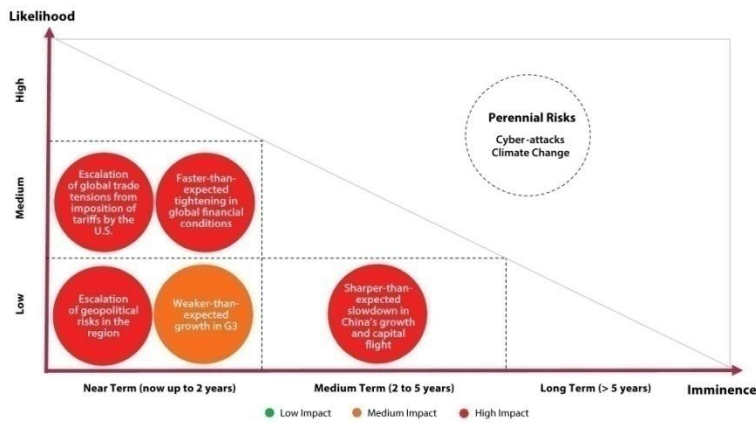 Likelihood
High
Perennial Risks
Cyber-attacks
Climate Change
Medium
Escalation
of global trade
tensions from
imposition of
tariffs by the
U.S.
Faster-than-
expected
tightening in
global financial
conditions
Low
Escalation
of geopolitical
risks in the
region
Weaker-than-
expected
growth in G3
Sharper-than-
expected
slowdown in
China's growth
and capital
flight
Near Term (now up to 2 years)
Medium Term (2 to 5 years)
Long Term (> 5 years)
Imminence
Low Impact
Medium Impact
High Impact